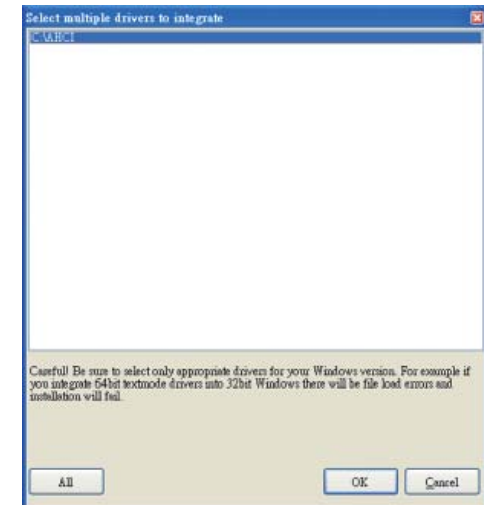 Select multiple drivers to integrate
C:\AHCI
Careful! Be sure to select only appropriate drivers for your Windows version. For example if
you integrate 64bit textmode drivers into 32bit Windows there will be file load errors and
installation will fail.
All
OK
Cancel